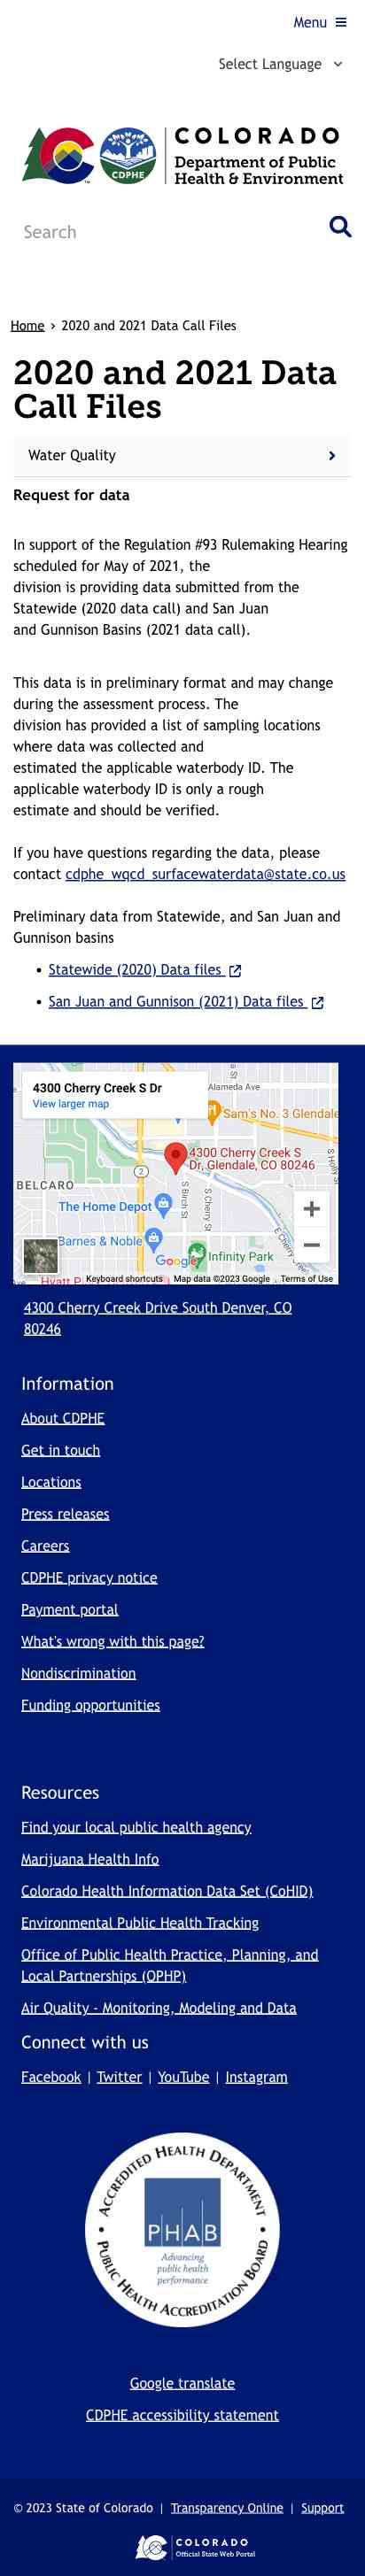 Menu
Select Language
COLORADO
Department of Public
Health & Environment
CDPHE
TM
Search
Home › 2020 and 2021 Data Call Files
2020 and 2021 Data
Call Files
Water Quality
Request for data
In support of the Regulation #93 Rulemaking Hearing
scheduled for May of 2021, the
division is providing data submitted from the
Statewide (2020 data call) and San Juan
and Gunnison Basins (2021 data call).
This data is in preliminary format and may change
during the assessment process. The
division has provided a list of sampling locations
where data was collected and
estimated the applicable waterbody ID. The
applicable waterbody ID is only a rough
estimate and should be verified.
If you have questions regarding the data, please
contact cdphe_wqcd_surfacewaterdata@state.co.us
Preliminary data from Statewide, and San Juan and
Gunnison basins
• Statewide (2020) Data files
• San Juan and Gunnison (2021) Data files
4300 Cherry Creek S Dr
View larger map
Alameda Ave
Sam's No. 3 Glendale
4300 Cherry Creek S
Dr, Glendale, CO 80246
2
BELCARO
The Home Depot
S Birch St
S Cherry St
E Cherry Cree
S Holly S
Barnes & Noble
Google
Infinity Park
Hyatt P
Keyboard shortcuts Map data ©2023 Google Terms of Use
4300 Cherry Creek Drive South Denver, CO
80246
Information
About CDPHE
Get in touch
Locations
Press releases
Careers
CDPHE privacy notice
Payment portal
What's wrong with this page?
Nondiscrimination
Funding opportunities
Resources
Find your local public health agency
Marijuana Health Info
Colorado Health Information Data Set (CoHID)
Environmental Public Health Tracking
Office of Public Health Practice, Planning, and
Local Partnerships (OPHP)
Air Quality - Monitoring, Modeling and Data
Connect with us
Facebook | Twitter | YouTube | Instagram
ACCREDITED HEALTH DEPARTMENT
PHAB
Advancing
public health
performance
PUBLIC HEALTH ACCREDITATION BOARD
Google translate
CDPHE accessibility statement
© 2023 State of Colorado | Transparency Online | Support
COLORADO
Official State Web Portal